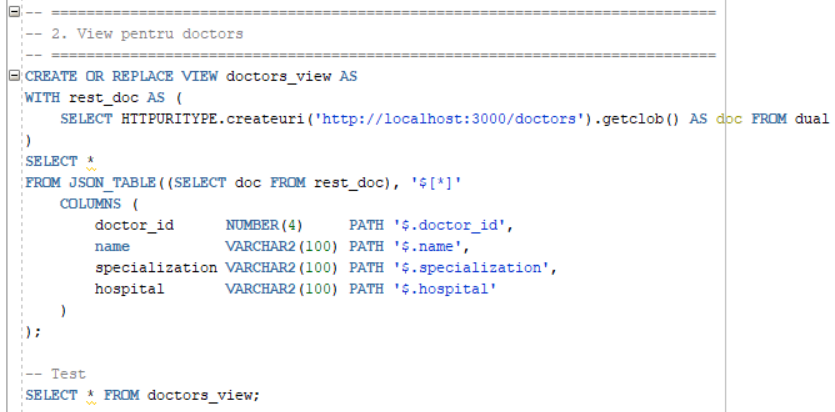 -- =============================================================================
-- 2. View pentru doctors
-- =============================================================================
CREATE OR REPLACE VIEW doctors_view AS
WITH rest_doc AS (
    SELECT HTTPURITYPE.createuri('http://localhost:3000/doctors').getclob() AS doc FROM dual
)
SELECT *
FROM JSON_TABLE((SELECT doc FROM rest_doc), '$[*]'
    COLUMNS (
        doctor_id      NUMBER(4)     PATH '$.doctor_id',
        name           VARCHAR2(100) PATH '$.name',
        specialization VARCHAR2(100) PATH '$.specialization',
        hospital       VARCHAR2(100) PATH '$.hospital'
    )
);
-- Test
SELECT * FROM doctors_view;